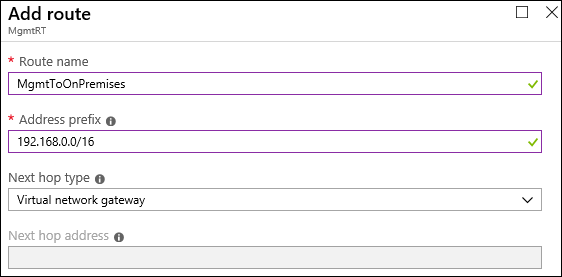 Add route
MgmtRT
* Route name
MgmtToOnPremises
* Address prefix
192.168.0.0/16
Next hop type
Virtual network gateway
Next hop address